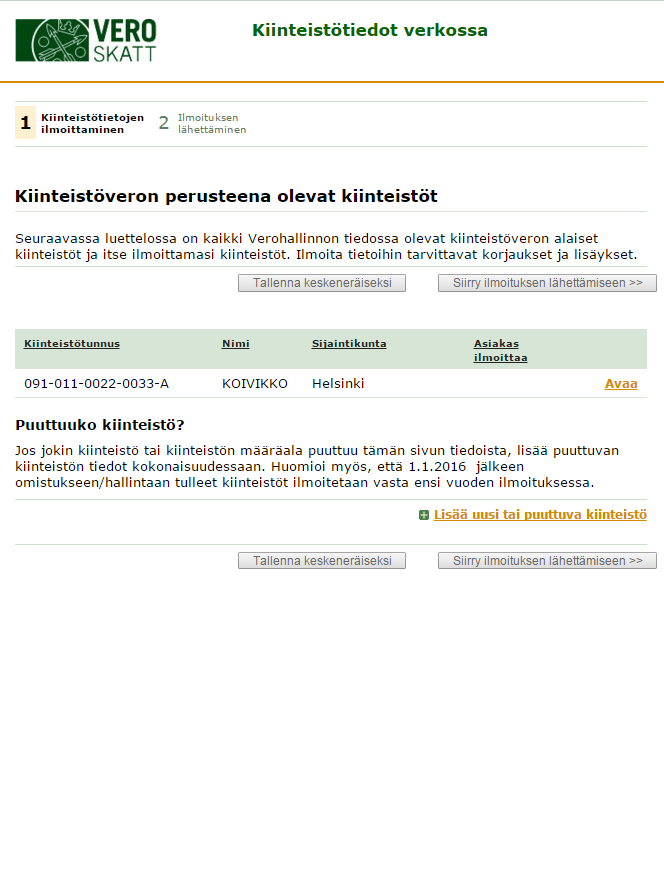 VERO
SKATT
Kiinteistötiedot verkossa
1 Kiinteistötietojen
ilmoittaminen
2 Ilmoituksen
lähettäminen
Kiinteistöveron perusteena olevat kiinteistöt
Seuraavassa luettelossa on kaikki Verohallinnon tiedossa olevat kiinteistöveron alaiset
kiinteistöt ja itse ilmoittamasi kiinteistöt. Ilmoita tietoihin tarvittavat korjaukset ja lisäykset.
Tallenna keskeneräiseksi Siirry ilmoituksen lähettämiseen >>
Kiinteistötunnus Nimi Sijaintikunta Asiakas
ilmoittaa
091-011-0022-0033-A KOIVIKKO Helsinki Avaa
Puuttuuko kiinteistö?
Jos jokin kiinteistö tai kiinteistön määräala puuttuu tämän sivun tiedoista, lisää puuttuvan
kiinteistön tiedot kokonaisuudessaan. Huomioi myös, että 1.1.2016 jälkeen
omistukseen/hallintaan tulleet kiinteistöt ilmoitetaan vasta ensi vuoden ilmoituksessa.
Lisää uusi tai puuttuva kiinteistö
Tallenna keskeneräiseksi Siirry ilmoituksen lähettämiseen >>